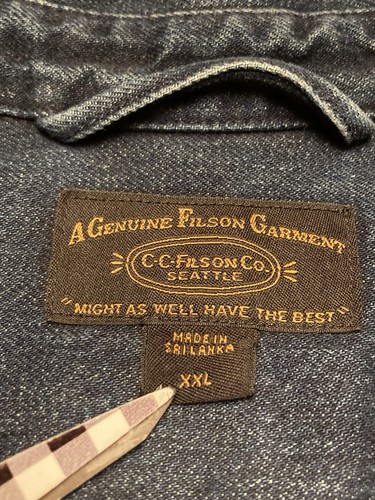 A GENUINE FILSON GARMENT
C·C·FILSON CO.
SEATTLE
"MIGHT AS WELL HAVE THE BEST"
MADE IN
SRI LANKA
XXL